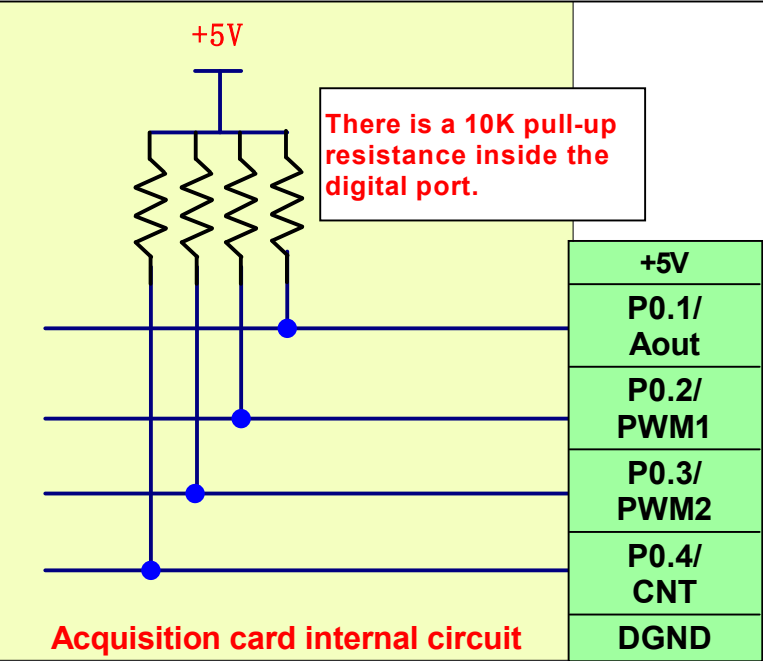 +5V
There is a 10K pull-up
resistance inside the
digital port.
+5V
P0.1/
Aout
P0.2/
PWM1
P0.3/
PWM2
P0.4/
CNT
Acquisition card internal circuit
DGND